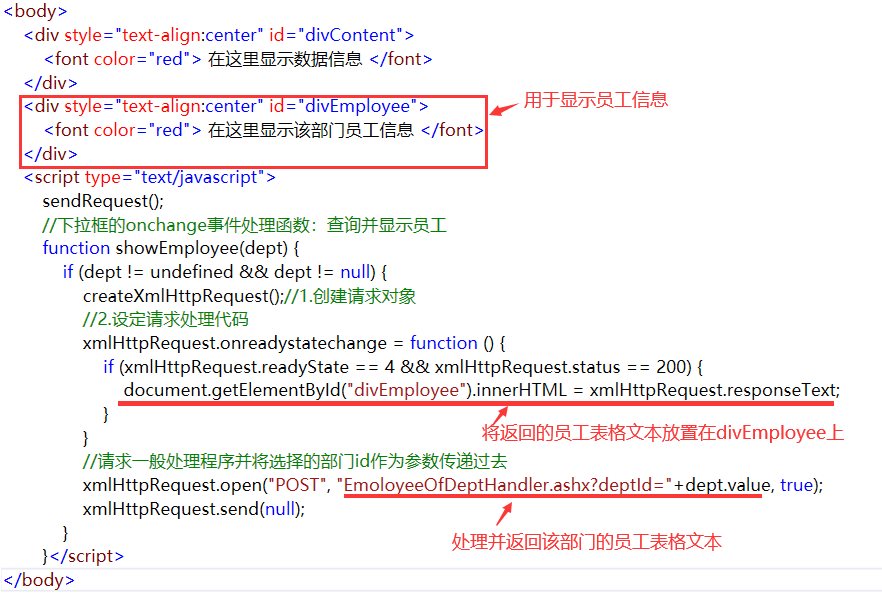 <body>
<div style="text-align:center" id="divContent">
<font color="red"> 在这里显示数据信息 </font>
</div>
<div style="text-align:center" id="divEmployee">
用于显示员工信息
<font color="red"> 在这里显示该部门员工信息 </font>
</div>
<script type="text/javascript">
sendRequest();
//下拉框的onchange事件处理函数：查询并显示员工
function showEmployee(dept) {
if (dept != undefined && dept != null) {
createXmlHttpRequest();//1.创建请求对象
//2.设定请求处理代码
xmlHttpRequest.onreadystatechange = function () {
if (xmlHttpRequest.readyState == 4 && xmlHttpRequest.status == 200) {
document.getElementById("divEmployee").innerHTML = xmlHttpRequest.responseText;
}
将返回的员工表格文本放置在divEmployee上
}
//请求一般处理程序并将选择的部门id作为参数传递过去
xmlHttpRequest.open("POST", "EmoloyeeOfDeptHandler.ashx?deptId="+dept.value, true);
xmlHttpRequest.send(null);
处理并返回该部门的员工表格文本
}
}</script>
</body>